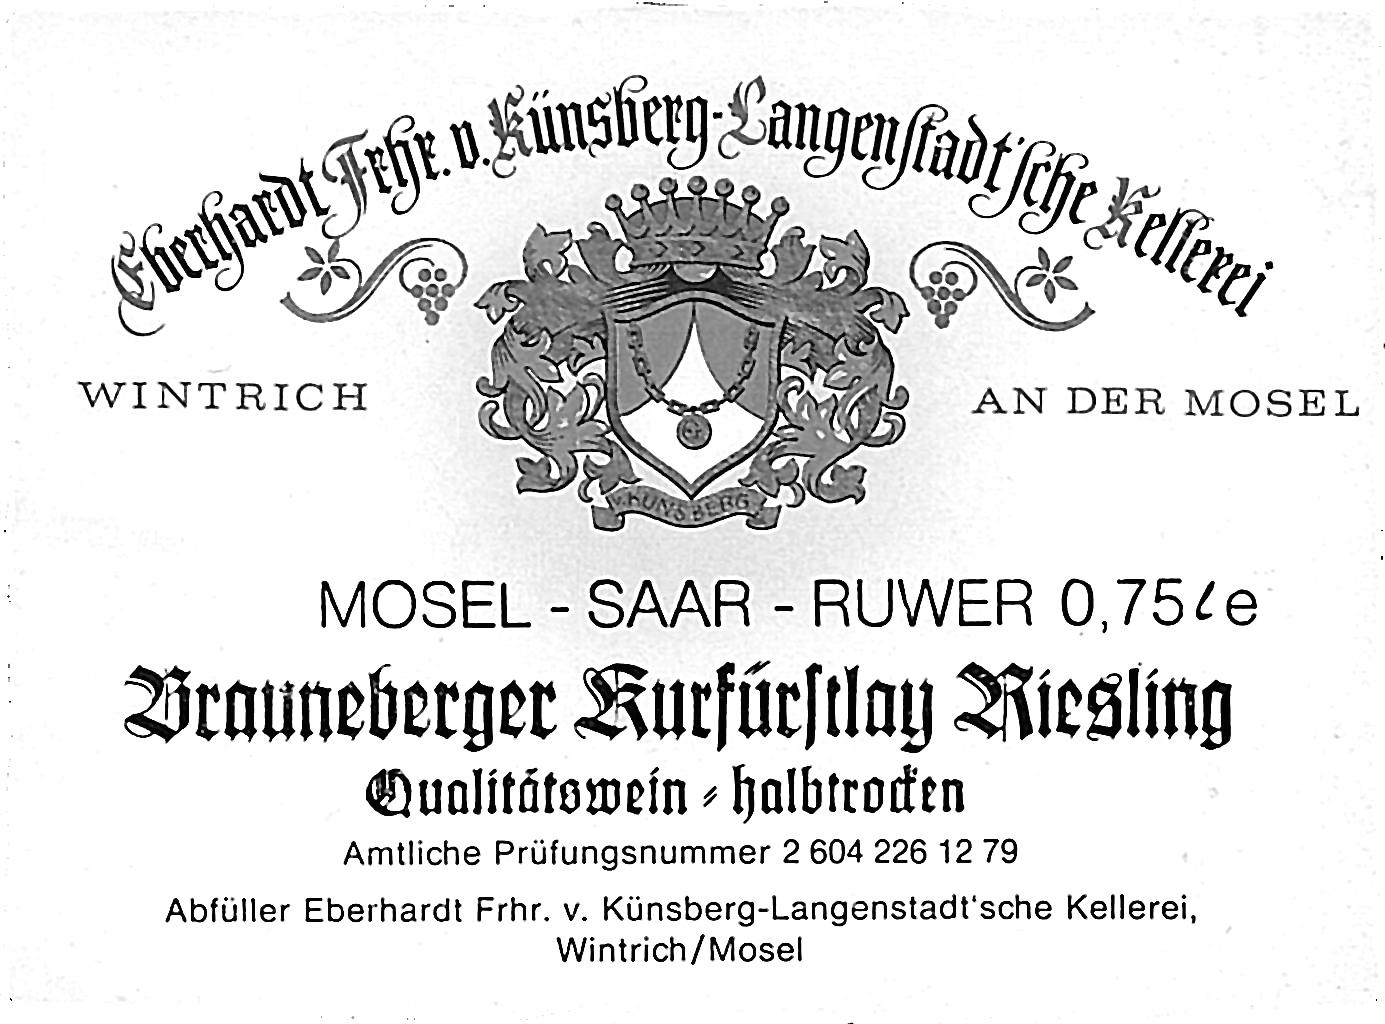 Eberhardt Frhr. v. Künsberg-Langenstadt'sche Kellerei
WINTRICH
AN DER MOSEL
v. KÜNSBERG
MOSEL - SAAR - RUWER 0,75 l e
Brauneberger Kurfürstlay Riesling
Qualitätswein - halbtrocken
Amtliche Prüfungsnummer 2 604 226 12 79
Abfüller Eberhardt Frhr. v. Künsberg-Langenstadt'sche Kellerei,
Wintrich/Mosel